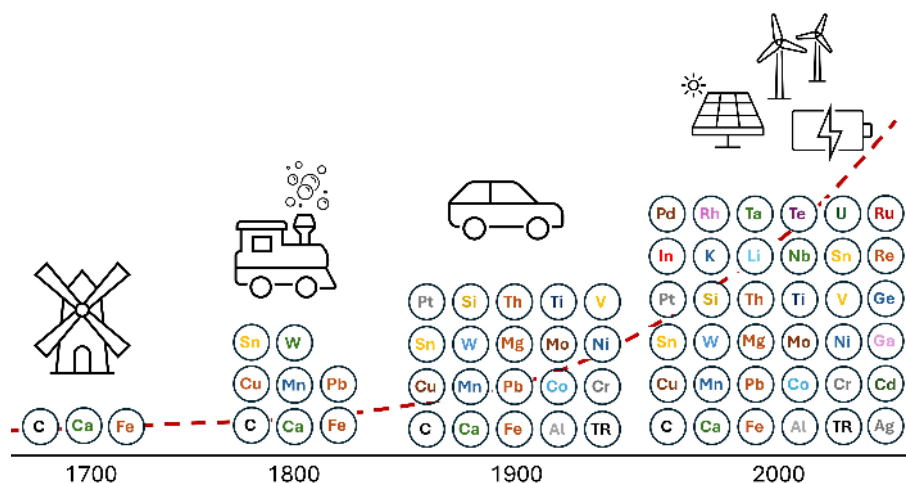 Pd Rh Ta Te U Ru
In K Li Nb Sn Re
Pt Si Th Ti V
Pt Si Th Ti V Ge
Sn W
Sn W Mg Mo Ni
Sn W Mg Mo Ni Ga
Cu Mn Pb
Cu Mn Pb Co Cr
Cu Mn Pb Co Cr Cd
C Ca Fe
C Ca Fe
C Ca Fe Al TR
C Ca Fe Al TR Ag
1700 1800 1900 2000